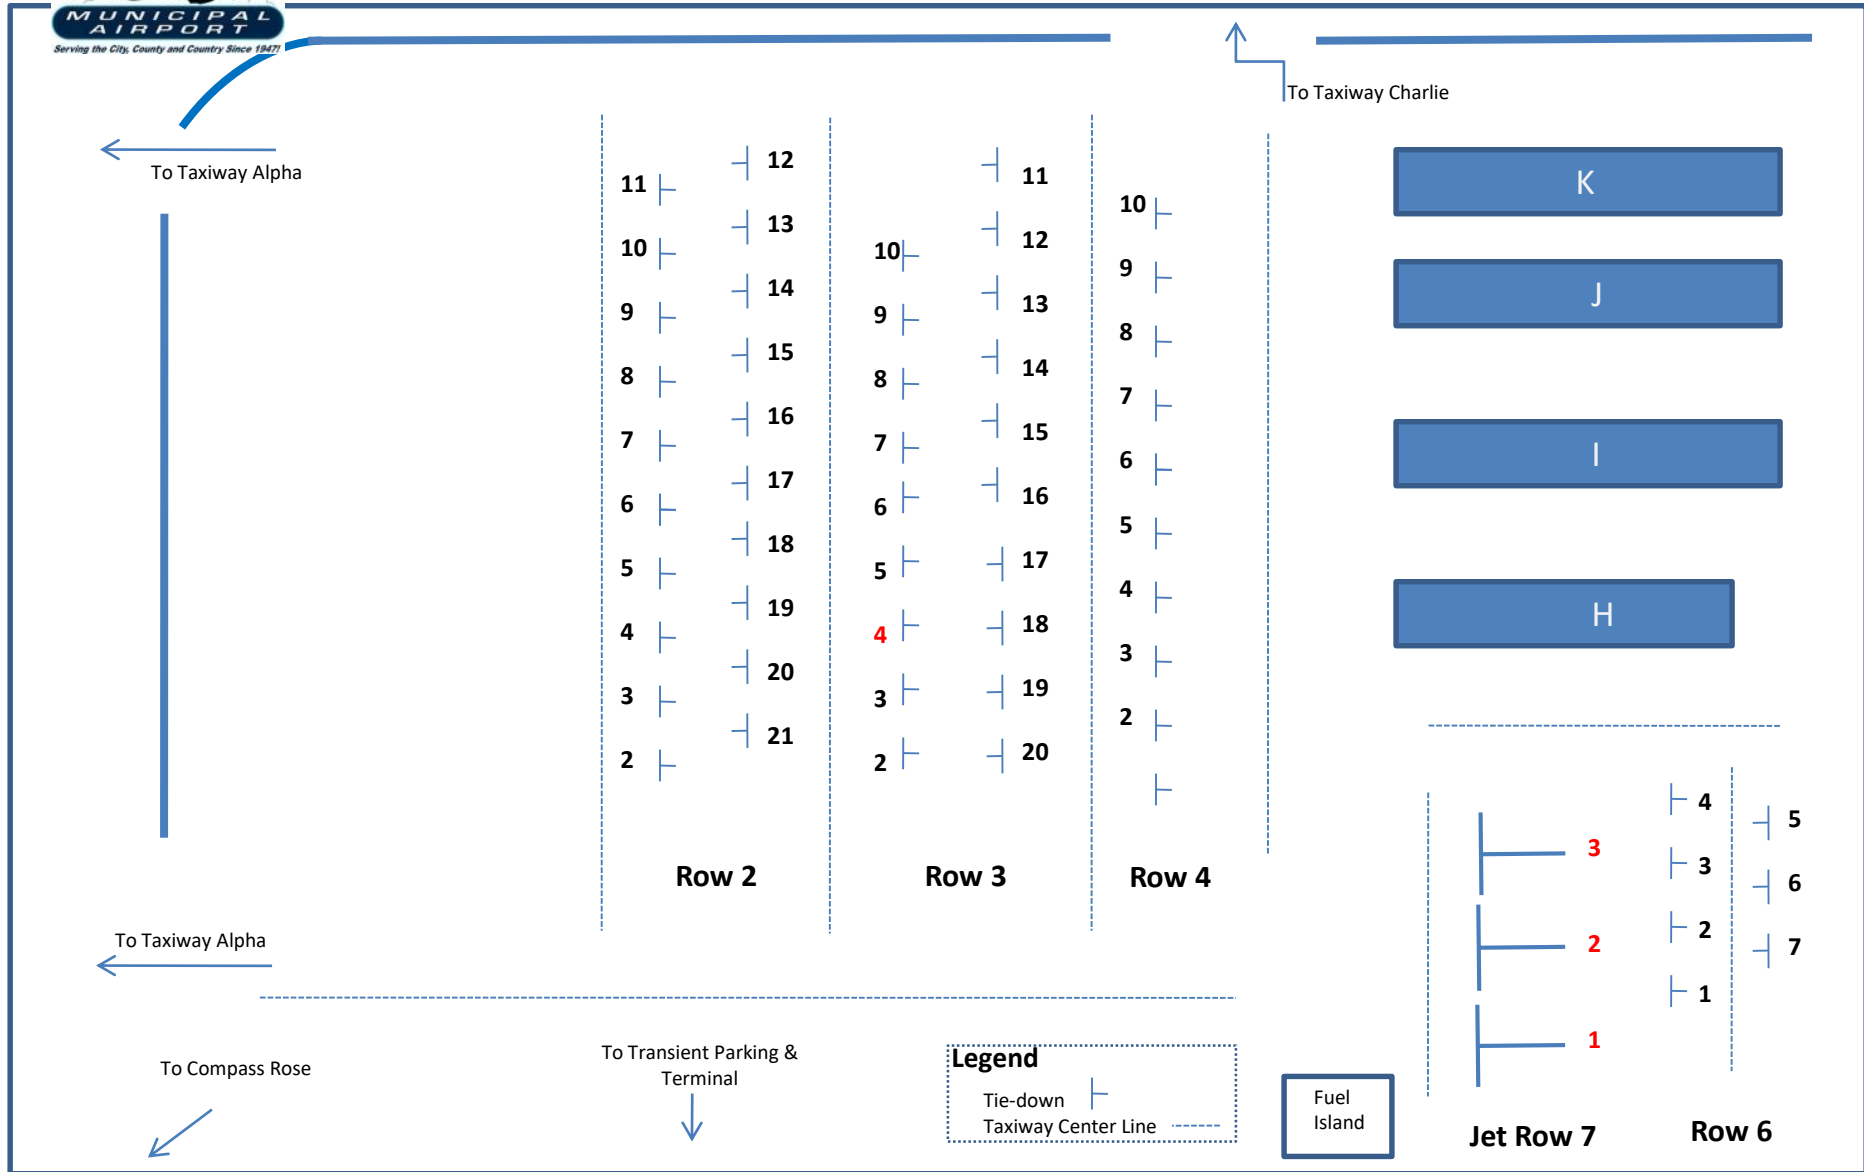 MUNICIPAL
AIRPORT
Serving the City, County and Country Since 1947!
To Taxiway Charlie
To Taxiway Alpha
11
10
9
8
7
6
5
4
3
2
12
13
14
15
16
17
18
19
20
21
Row 2
10
9
8
7
6
5
4
3
2
11
12
13
14
15
16
17
18
19
20
Row 3
10
9
8
7
6
5
4
3
2
Row 4
K
J
I
H
3
2
1
Jet Row 7
4
3
2
1
5
6
7
Row 6
To Taxiway Alpha
To Compass Rose
To Transient Parking &
Terminal
Legend
Tie-down
Taxiway Center Line
Fuel
Island